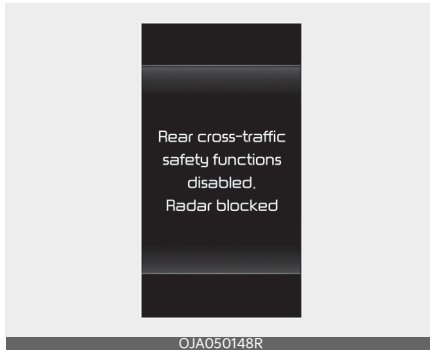 Rear cross-traffic
safety functions
disabled.
Radar blocked
OJA050148R